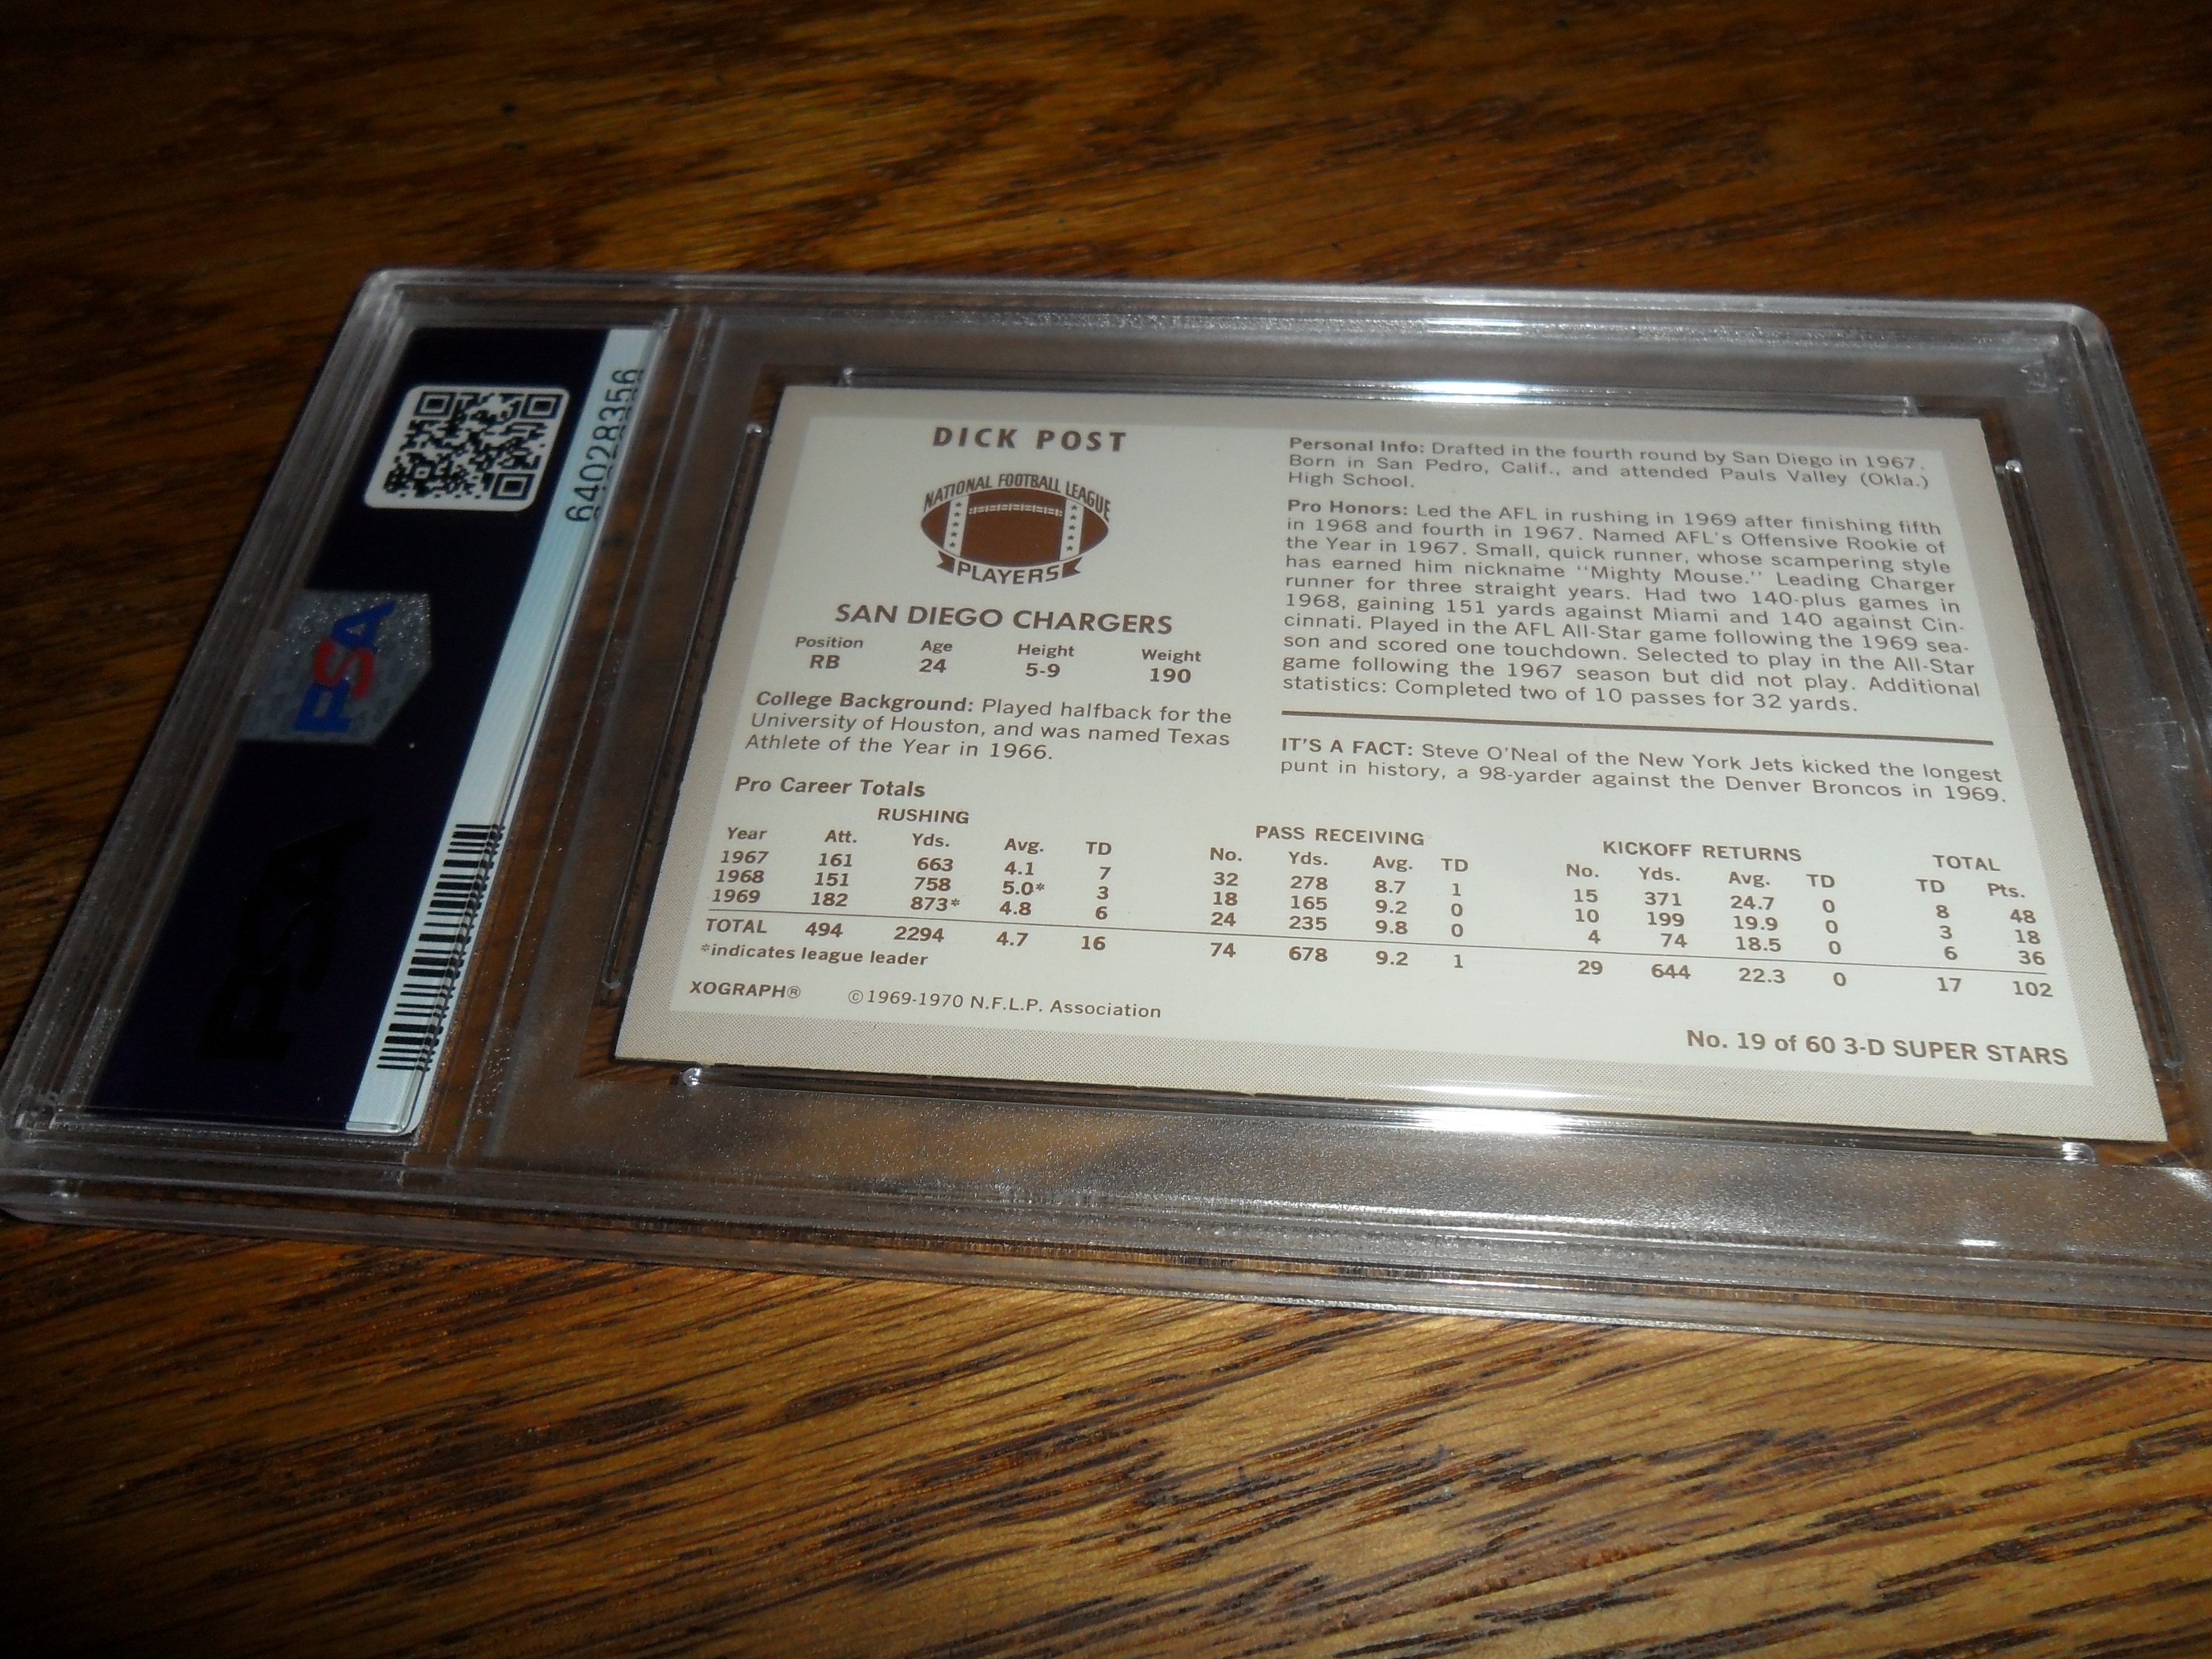 64028356
PSA
PSA
DICK POST
NATIONAL FOOTBALL LEAGUE
PLAYERS
SAN DIEGO CHARGERS
Position Age Height Weight
RB 24 5-9 190
College Background: Played halfback for the
University of Houston, and was named Texas
Athlete of the Year in 1966.
Personal Info: Drafted in the fourth round by San Diego in 1967.
Born in San Pedro, Calif., and attended Pauls Valley (Okla.)
High School.
Pro Honors: Led the AFL in rushing in 1969 after finishing fifth
in 1968 and fourth in 1967. Named AFL's Offensive Rookie of
the Year in 1967. Small, quick runner, whose scampering style
has earned him nickname "Mighty Mouse." Leading Charger
runner for three straight years. Had two 140-plus games in
1968, gaining 151 yards against Miami and 140 against Cin-
cinnati. Played in the AFL All-Star game following the 1969 sea-
son and scored one touchdown. Selected to play in the All-Star
game following the 1967 season but did not play. Additional
statistics: Completed two of 10 passes for 32 yards.
IT'S A FACT: Steve O'Neal of the New York Jets kicked the longest
punt in history, a 98-yarder against the Denver Broncos in 1969.
Pro Career Totals
RUSHING PASS RECEIVING KICKOFF RETURNS TOTAL
Year Att. Yds. Avg. TD No. Yds. Avg. TD No. Yds. Avg. TD TD Pts.
1967 161 663 4.1 7 32 278 8.7 1 15 371 24.7 0 8 48
1968 151 758 5.0* 3 18 165 9.2 0 10 199 19.9 0 3 18
1969 182 873* 4.8 6 24 235 9.8 0 4 74 18.5 0 6 36
TOTAL 494 2294 4.7 16 74 678 9.2 1 29 644 22.3 0 17 102
*indicates league leader
XOGRAPH® ©1969-1970 N.F.L.P. Association
No. 19 of 60 3-D SUPER STARS